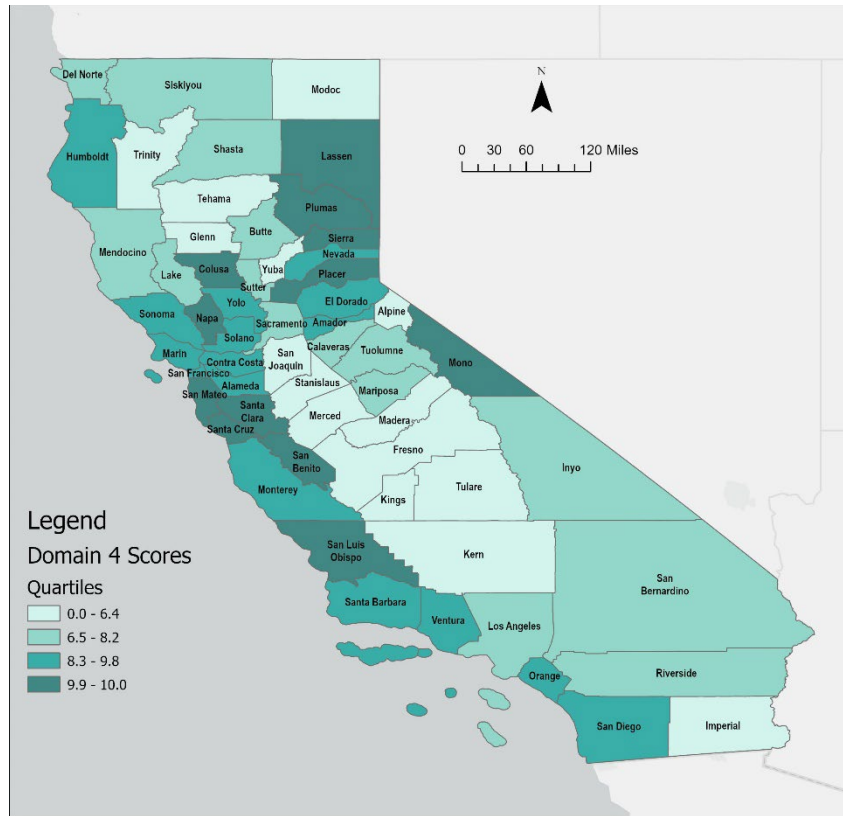 Del Norte
Siskiyou
Modoc
N
0 30 60 120 Miles
Humboldt
Trinity
Shasta
Lassen
Tehama
Plumas
Glenn
Butte
Sierra
Mendocino
Nevada
Colusa
Yuba
Placer
Lake
Sutter
Yolo
El Dorado
Sonoma
Napa
Sacramento
Amador
Alpine
Solano
Marin
Calaveras
Tuolumne
Mono
Contra Costa
San
Joaquin
San Francisco
Alameda
Stanislaus
San Mateo
Mariposa
Santa
Clara
Merced
Madera
Santa Cruz
San
Benito
Fresno
Inyo
Monterey
Kings
Tulare
Legend
Domain 4 Scores
Quartiles
0.0 - 6.4
6.5 - 8.2
8.3 - 9.8
9.9 - 10.0
San Luis
Obispo
Kern
San
Bernardino
Santa Barbara
Ventura
Los Angeles
Orange
Riverside
San Diego
Imperial